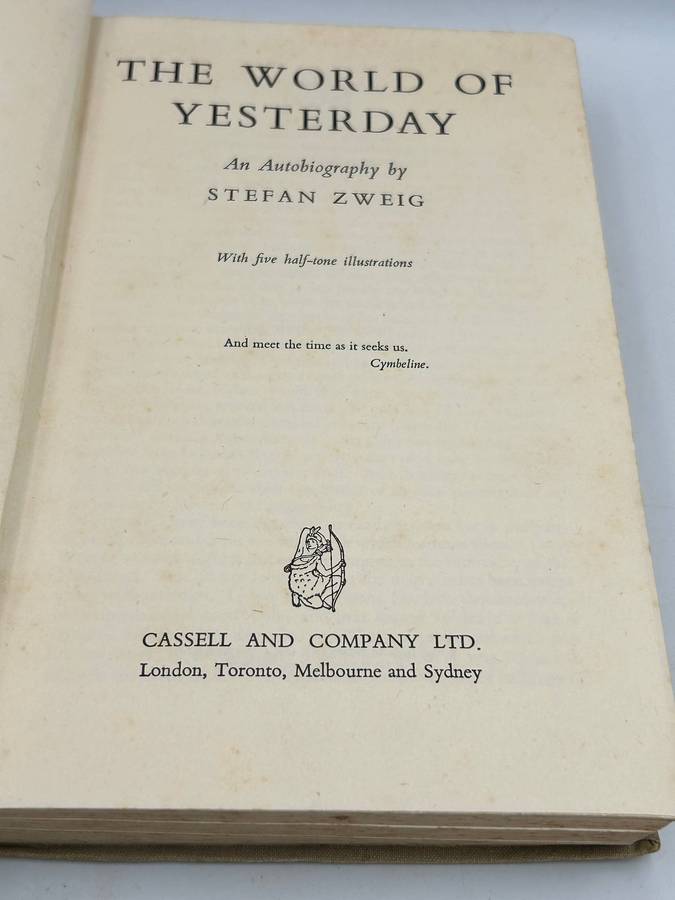 THE WORLD OF
YESTERDAY
An Autobiography by
STEFAN ZWEIG
With five half-tone illustrations
And meet the time as it seeks us.
Cymbeline.
CASSELL AND COMPANY LTD.
London, Toronto, Melbourne and Sydney